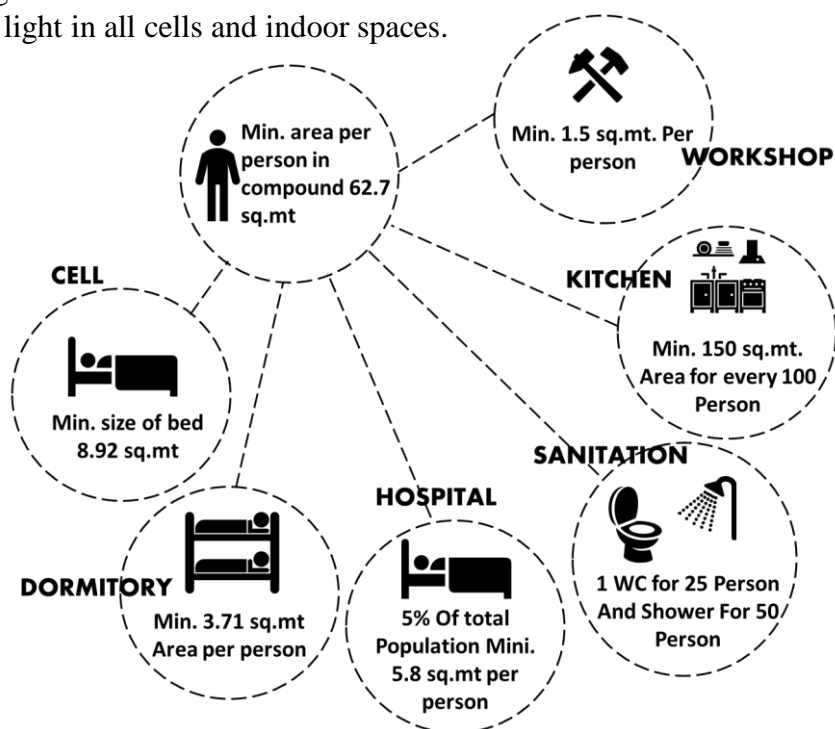 light in all cells and indoor spaces.
Min. area per
person in
compound 62.7
sq.mt
Min. 1.5 sq.mt. Per
person
WORKSHOP
KITCHEN
Min. 150 sq.mt.
Area for every 100
Person
CELL
Min. size of bed
8.92 sq.mt
SANITATION
1 WC for 25 Person
And Shower For 50
Person
HOSPITAL
5% Of total
Population Mini.
5.8 sq.mt per
person
DORMITORY
Min. 3.71 sq.mt
Area per person